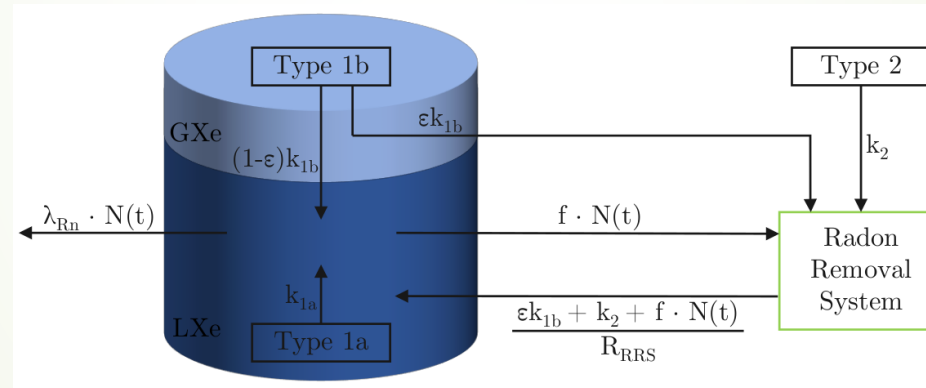 Type 1b
Type 2
GXe
εk₁b
(1-ε)k₁b
k₂
λRn · N(t)
f · N(t)
Radon
Removal
System
k₁a
εk₁b + k₂ + f · N(t)
RRRS
LXe
Type 1a